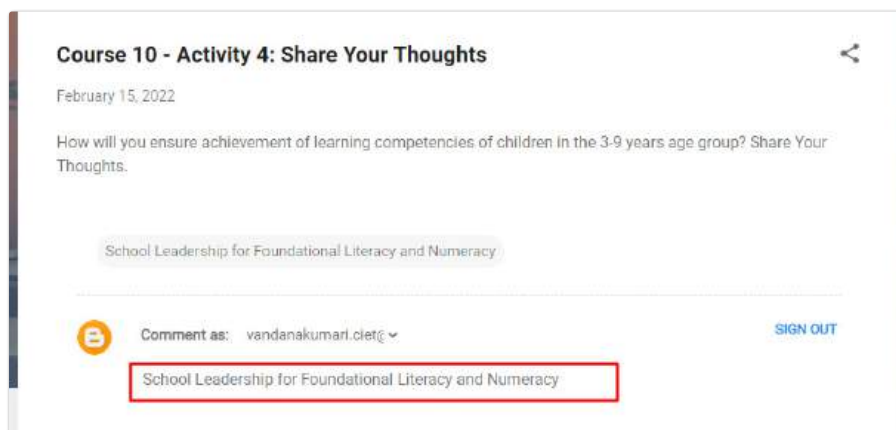 Course 10 - Activity 4: Share Your Thoughts
February 15, 2022
How will you ensure achievement of learning competencies of children in the 3-9 years age group? Share Your
Thoughts.
School Leadership for Foundational Literacy and Numeracy
Comment as: vandanakumari.ciet@
SIGN OUT
School Leadership for Foundational Literacy and Numeracy